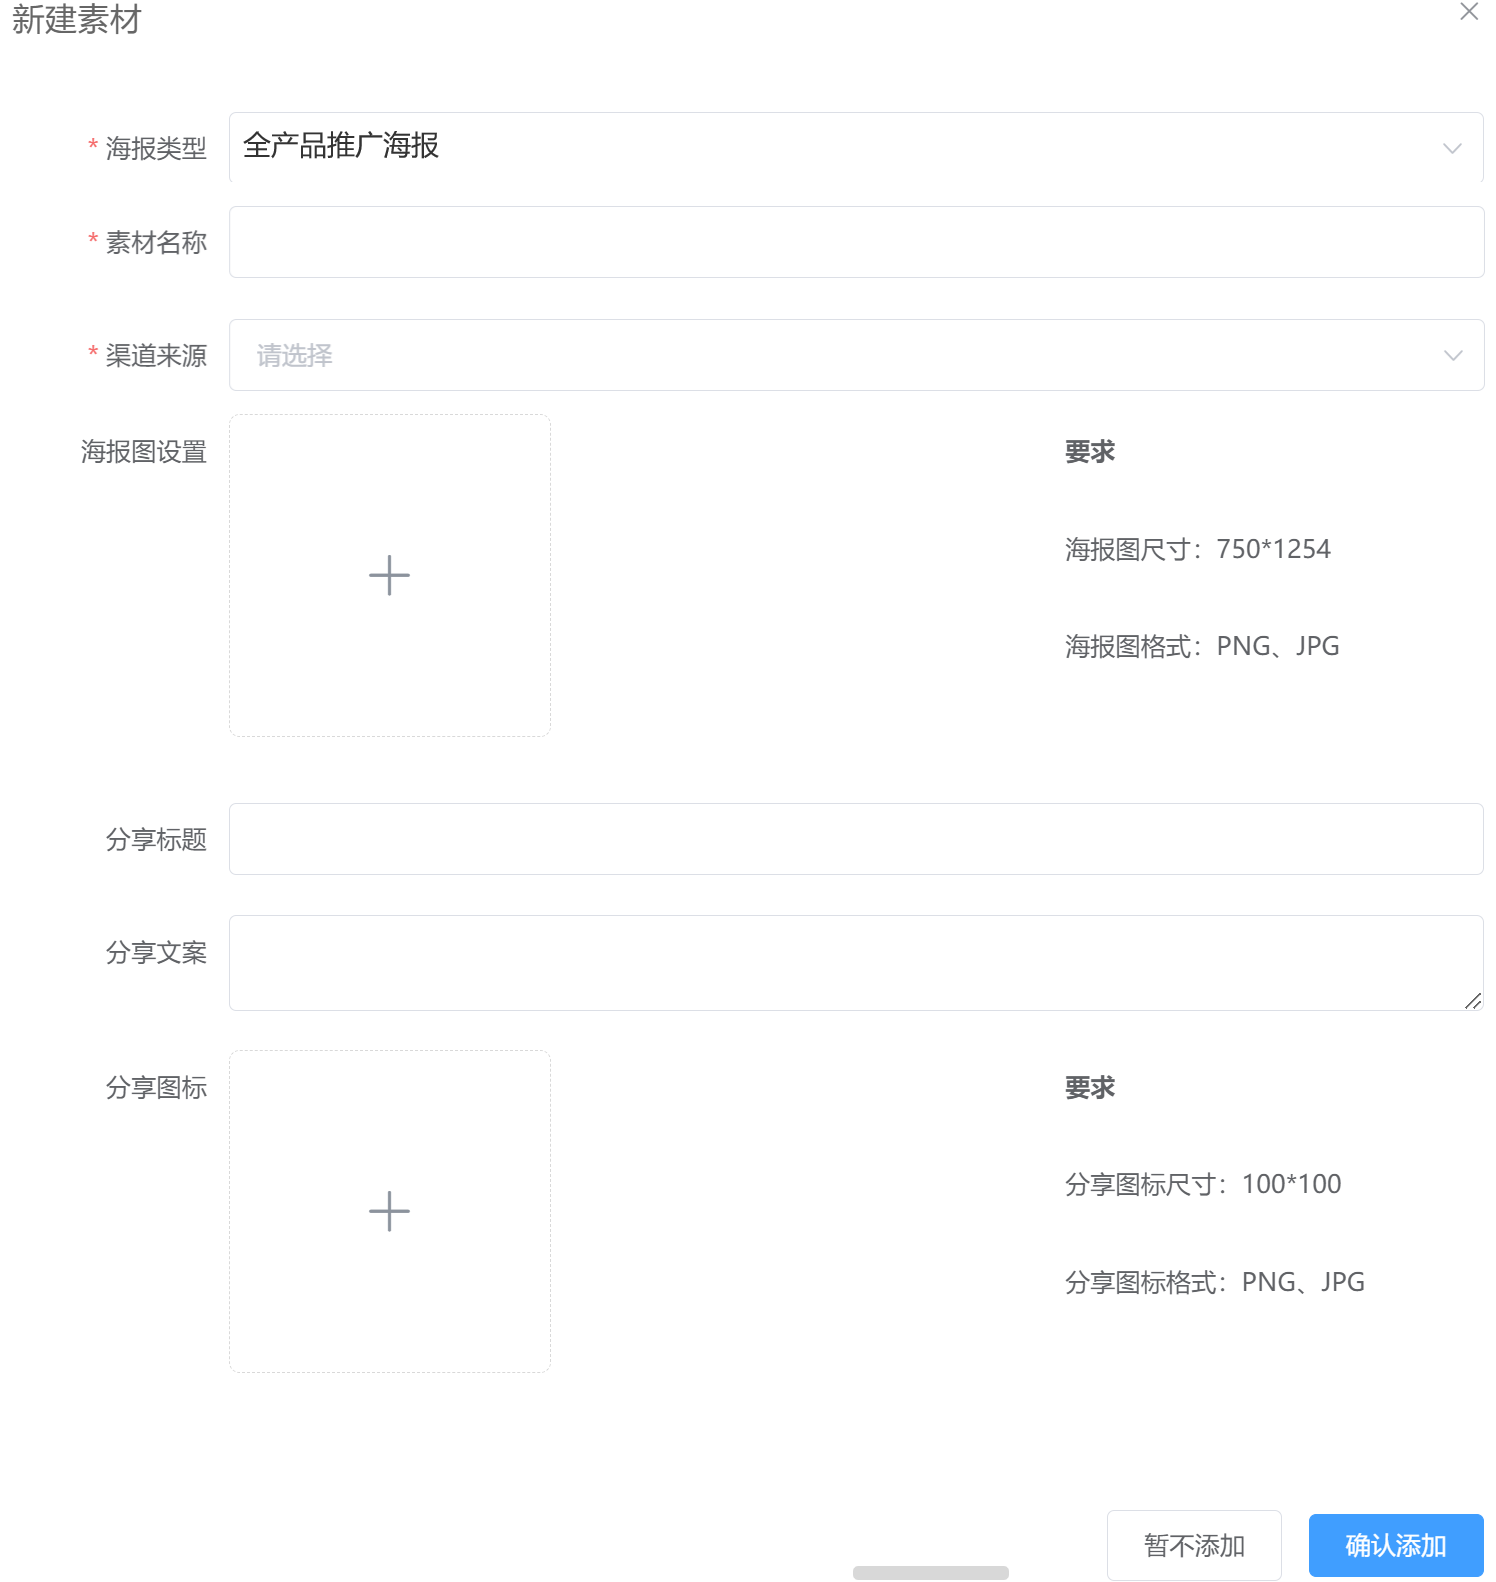 新建素材
* 海报类型 全产品推广海报
* 素材名称
* 渠道来源 请选择
海报图设置
要求
海报图尺寸：750*1254
海报图格式：PNG、JPG
分享标题
分享文案
分享图标
要求
分享图标尺寸：100*100
分享图标格式：PNG、JPG
暂不添加 确认添加